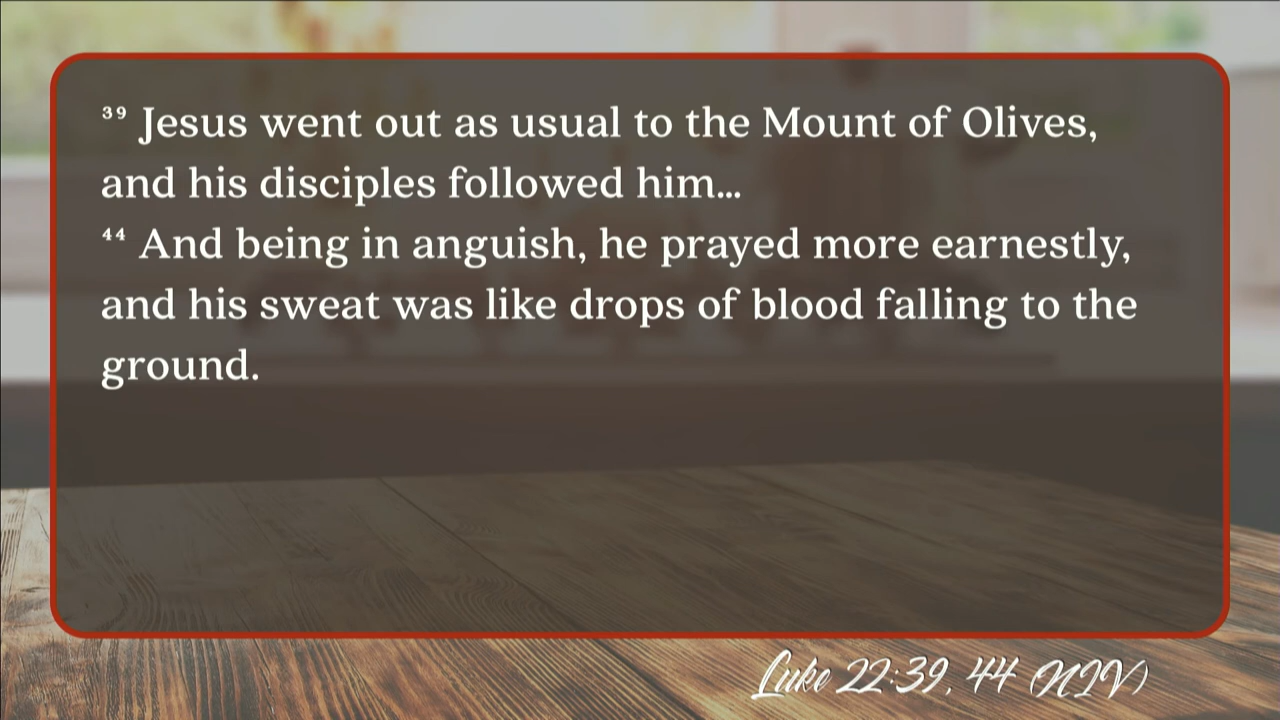 ³⁹ Jesus went out as usual to the Mount of Olives,
and his disciples followed him...
⁴⁴ And being in anguish, he prayed more earnestly,
and his sweat was like drops of blood falling to the
ground.
Luke 22:39, 44 (NIV)